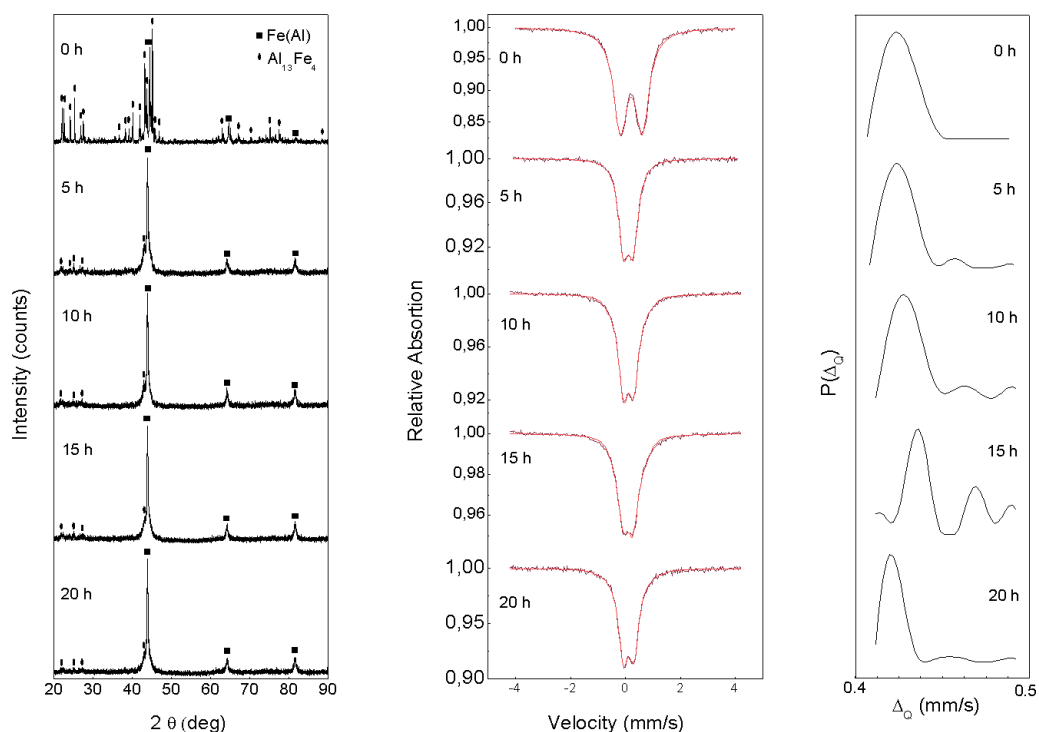 0 h
Fe(Al)
Al13Fe4
5 h
10 h
15 h
20 h
20 30 40 50 60 70 80 90
2 θ (deg)
Intensity (counts)
1,00
0,95
0,90
0,85
0 h
1,00
0,96
0,92
5 h
1,00
0,96
0,92
10 h
1,00
0,98
0,96
15 h
1,00
0,95
0,90
20 h
-4 -2 0 2 4
Velocity (mm/s)
Relative Absortion
0 h
5 h
10 h
15 h
20 h
0.4 0.5
ΔQ (mm/s)
P(ΔQ)